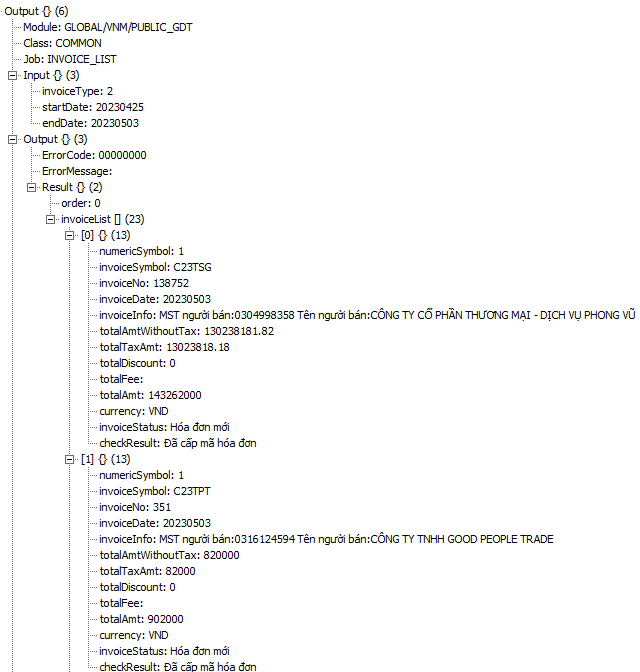 Output {} (6)
Module: GLOBAL/VNM/PUBLIC_GDT
Class: COMMON
Job: INVOICE_LIST
Input {} (3)
invoiceType: 2
startDate: 20230425
endDate: 20230503
Output {} (3)
ErrorCode: 00000000
ErrorMessage:
Result {} (2)
order: 0
invoiceList [] (23)
[0] {} (13)
numericSymbol: 1
invoiceSymbol: C23TSG
invoiceNo: 138752
invoiceDate: 20230503
invoiceInfo: MST người bán:0304998358 Tên người bán:CÔNG TY CỔ PHẦN THƯƠNG MẠI - DỊCH VỤ PHONG VŨ
totalAmtWithoutTax: 130238181.82
totalTaxAmt: 13023818.18
totalDiscount: 0
totalFee:
totalAmt: 143262000
currency: VND
invoiceStatus: Hóa đơn mới
checkResult: Đã cấp mã hóa đơn
[1] {} (13)
numericSymbol: 1
invoiceSymbol: C23TPT
invoiceNo: 351
invoiceDate: 20230503
invoiceInfo: MST người bán:0316124594 Tên người bán:CÔNG TY TNHH GOOD PEOPLE TRADE
totalAmtWithoutTax: 820000
totalTaxAmt: 82000
totalDiscount: 0
totalFee:
totalAmt: 902000
currency: VND
invoiceStatus: Hóa đơn mới
checkResult: Đã cấp mã hóa đơn